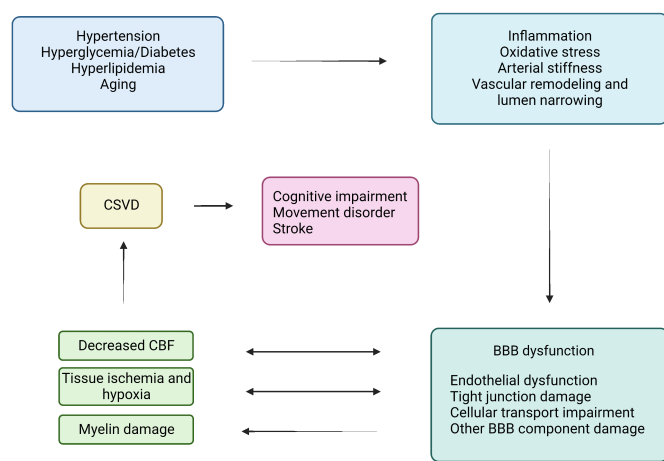 Hypertension
Hyperglycemia/Diabetes
Hyperlipidemia
Aging
Inflammation
Oxidative stress
Arterial stiffness
Vascular remodeling and
lumen narrowing
CSVD
Cognitive impairment
Movement disorder
Stroke
Decreased CBF
Tissue ischemia and
hypoxia
Myelin damage
BBB dysfunction
Endothelial dysfunction
Tight junction damage
Cellular transport impairment
Other BBB component damage